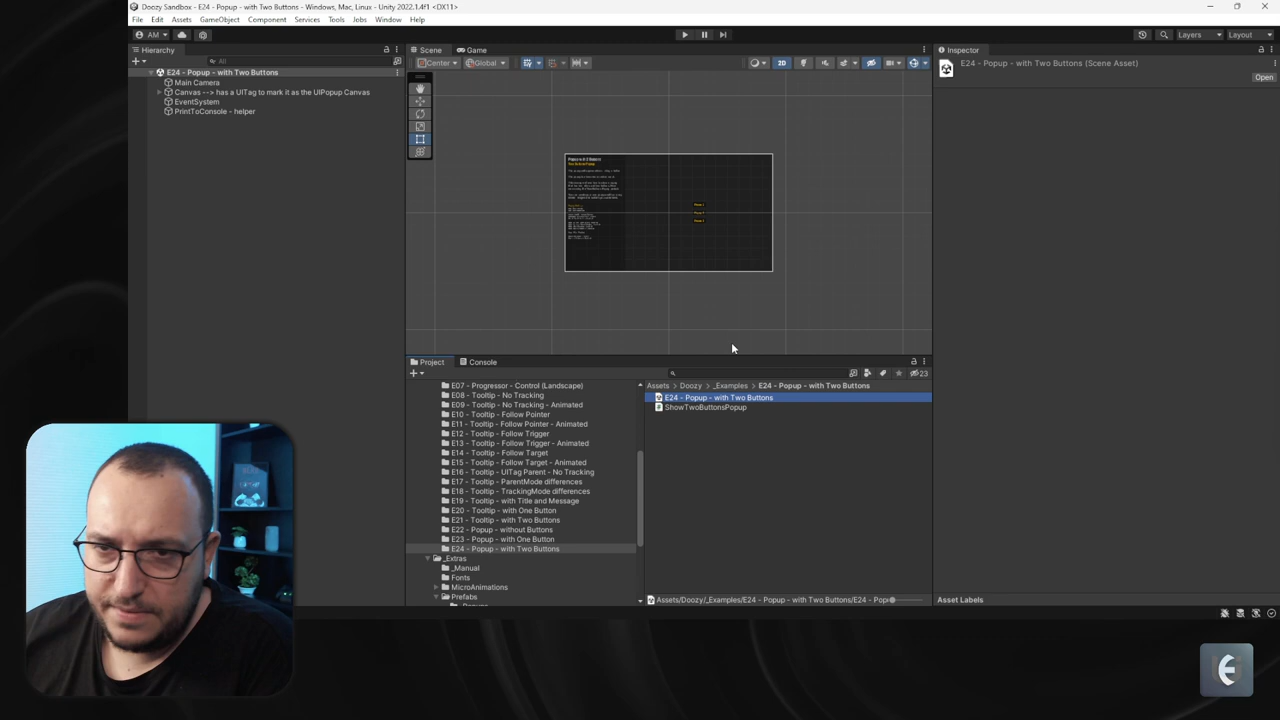 Doozy Sandbox - E24 - Popup - with Two Buttons - Windows, Mac, Linux - Unity 2022.1.4f1 <DX11>
File Edit Assets GameObject Component Services Tools Jobs Window Help
AM Layers Layout
Hierarchy
All
E24 - Popup - with Two Buttons
Main Camera
Canvas --> has a UITag to mark it as the UIPopup Canvas
EventSystem
PrintToConsole - helper
Scene Game
Center Global 2D
Inspector
E24 - Popup - with Two Buttons (Scene Asset)
Open
Project Console
23
E07 - Progressor - Control (Landscape)
E08 - Tooltip - No Tracking
E09 - Tooltip - No Tracking - Animated
E10 - Tooltip - Follow Pointer
E11 - Tooltip - Follow Pointer - Animated
E12 - Tooltip - Follow Trigger
E13 - Tooltip - Follow Trigger - Animated
E14 - Tooltip - Follow Target
E15 - Tooltip - Follow Target - Animated
E16 - Tooltip - UITag Parent - No Tracking
E17 - Tooltip - ParentMode differences
E18 - Tooltip - TrackingMode differences
E19 - Tooltip - with Title and Message
E20 - Tooltip - with One Button
E21 - Tooltip - with Two Buttons
E22 - Popup - without Buttons
E23 - Popup - with One Button
E24 - Popup - with Two Buttons
_Extras
_Manual
Fonts
MicroAnimations
Prefabs
Assets > Doozy > _Examples > E24 - Popup - with Two Buttons
E24 - Popup - with Two Buttons
ShowTwoButtonsPopup
Assets/Doozy/_Examples/E24 - Popup - with Two Buttons/E24 - Pop
Asset Labels